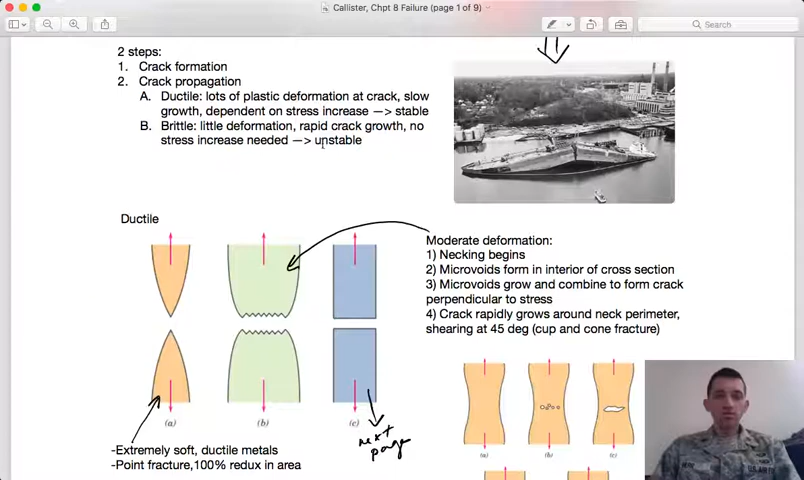 Callister, Chpt 8 Failure (page 1 of 9)
Search
2 steps:
1. Crack formation
2. Crack propagation
A. Ductile: lots of plastic deformation at crack, slow
growth, dependent on stress increase —> stable
B. Brittle: little deformation, rapid crack growth, no
stress increase needed —> unstable
Ductile
Moderate deformation:
1) Necking begins
2) Microvoids form in interior of cross section
3) Microvoids grow and combine to form crack
perpendicular to stress
4) Crack rapidly grows around neck perimeter,
shearing at 45 deg (cup and cone fracture)
(a) (b) (c)
next
page
-Extremely soft, ductile metals
-Point fracture,100% redux in area
(a) (b) (c)